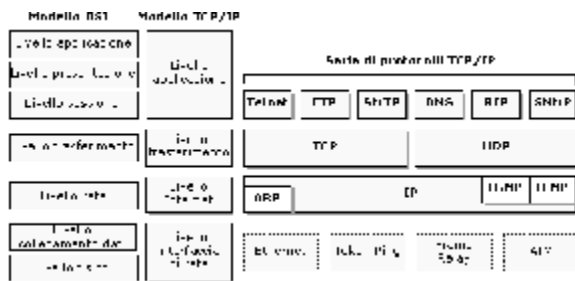 Modello OSI
Modello TCP/IP
Livello applicazione
Livello presentazione
Livello sessione
Livello trasferimento
Livello rete
Livello
collegamento dati
Livello fisico
Livello
applicazione
Livello
trasferimento
Livello
Internet
Livello
interfaccia
di rete
Serie di protocolli TCP/IP
Telnet
FTP
SMTP
DNS
RIP
SNMP
TCP
UDP
ARP
IP
IGMP
ICMP
Ethernet
Token Ring
Frame
Relay
ATM